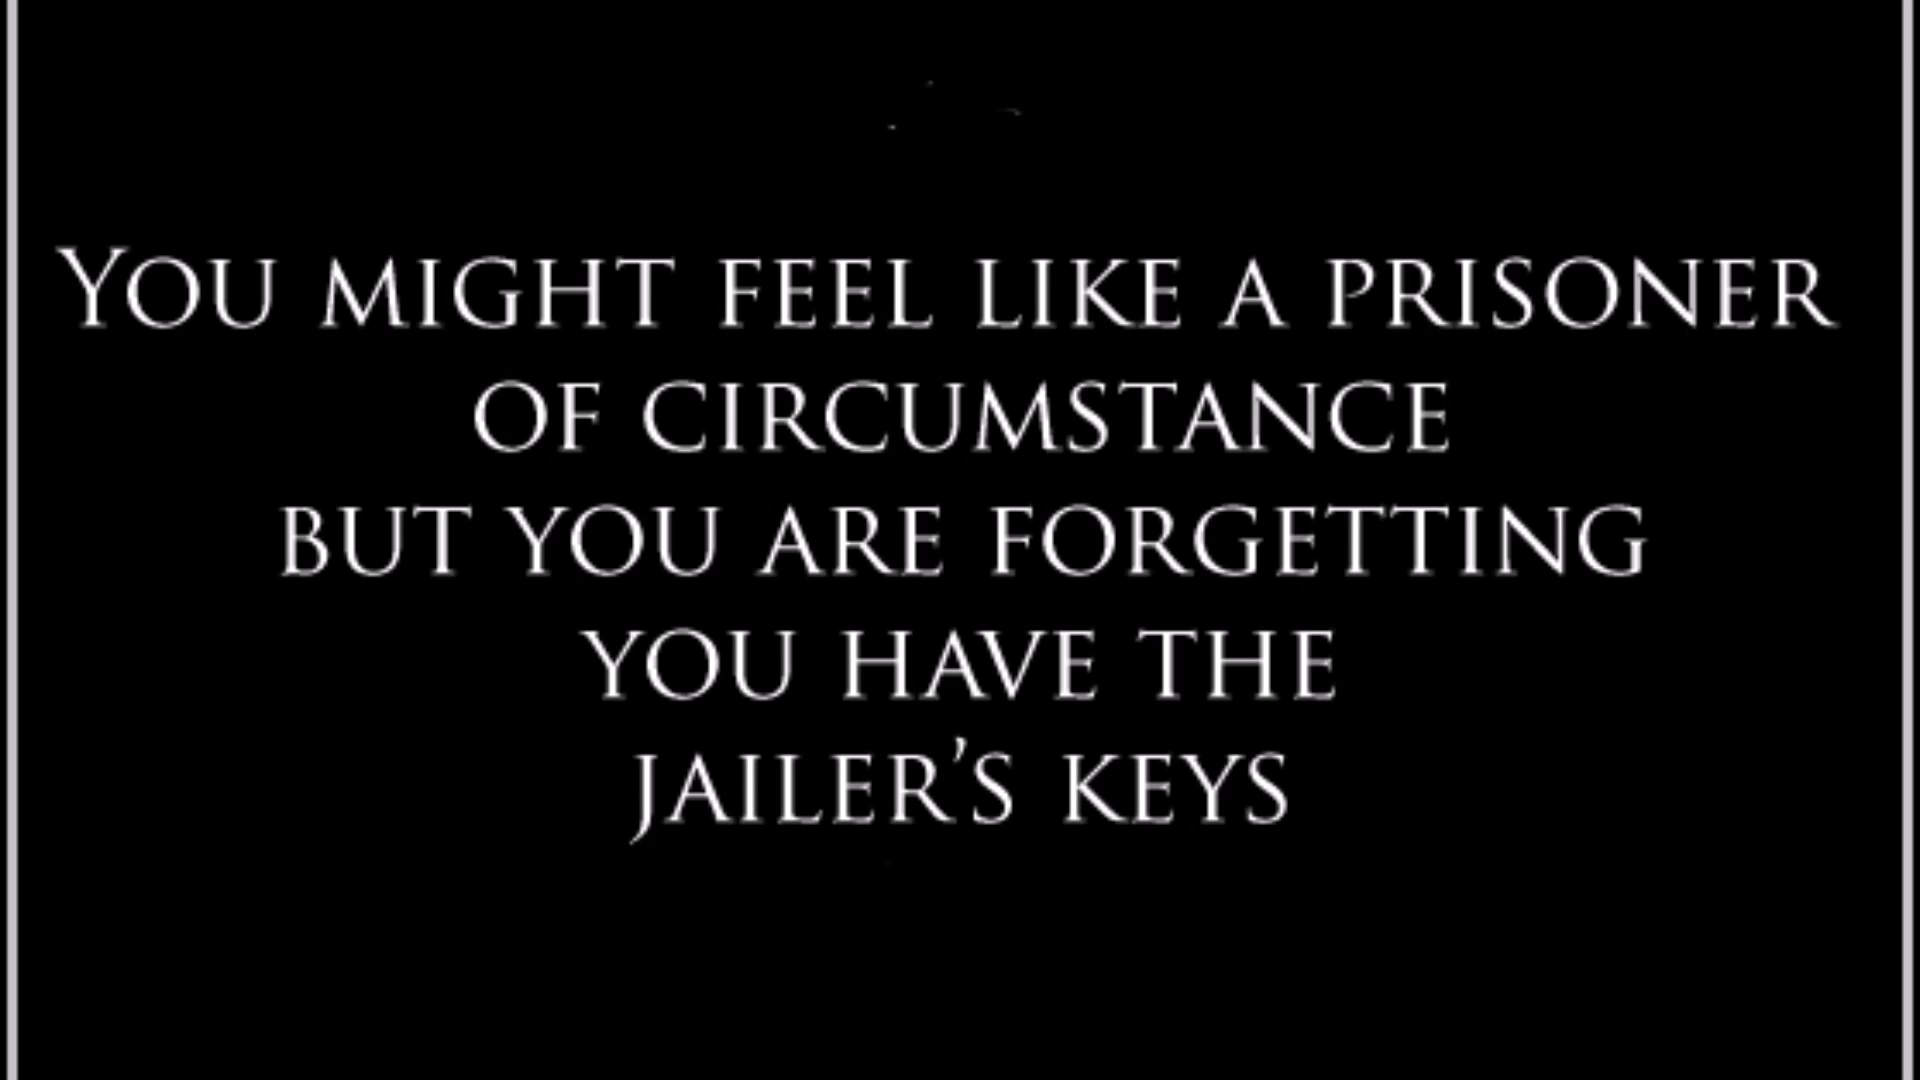 You might feel like a prisoner
of circumstance
but you are forgetting
you have the
jailer’s keys